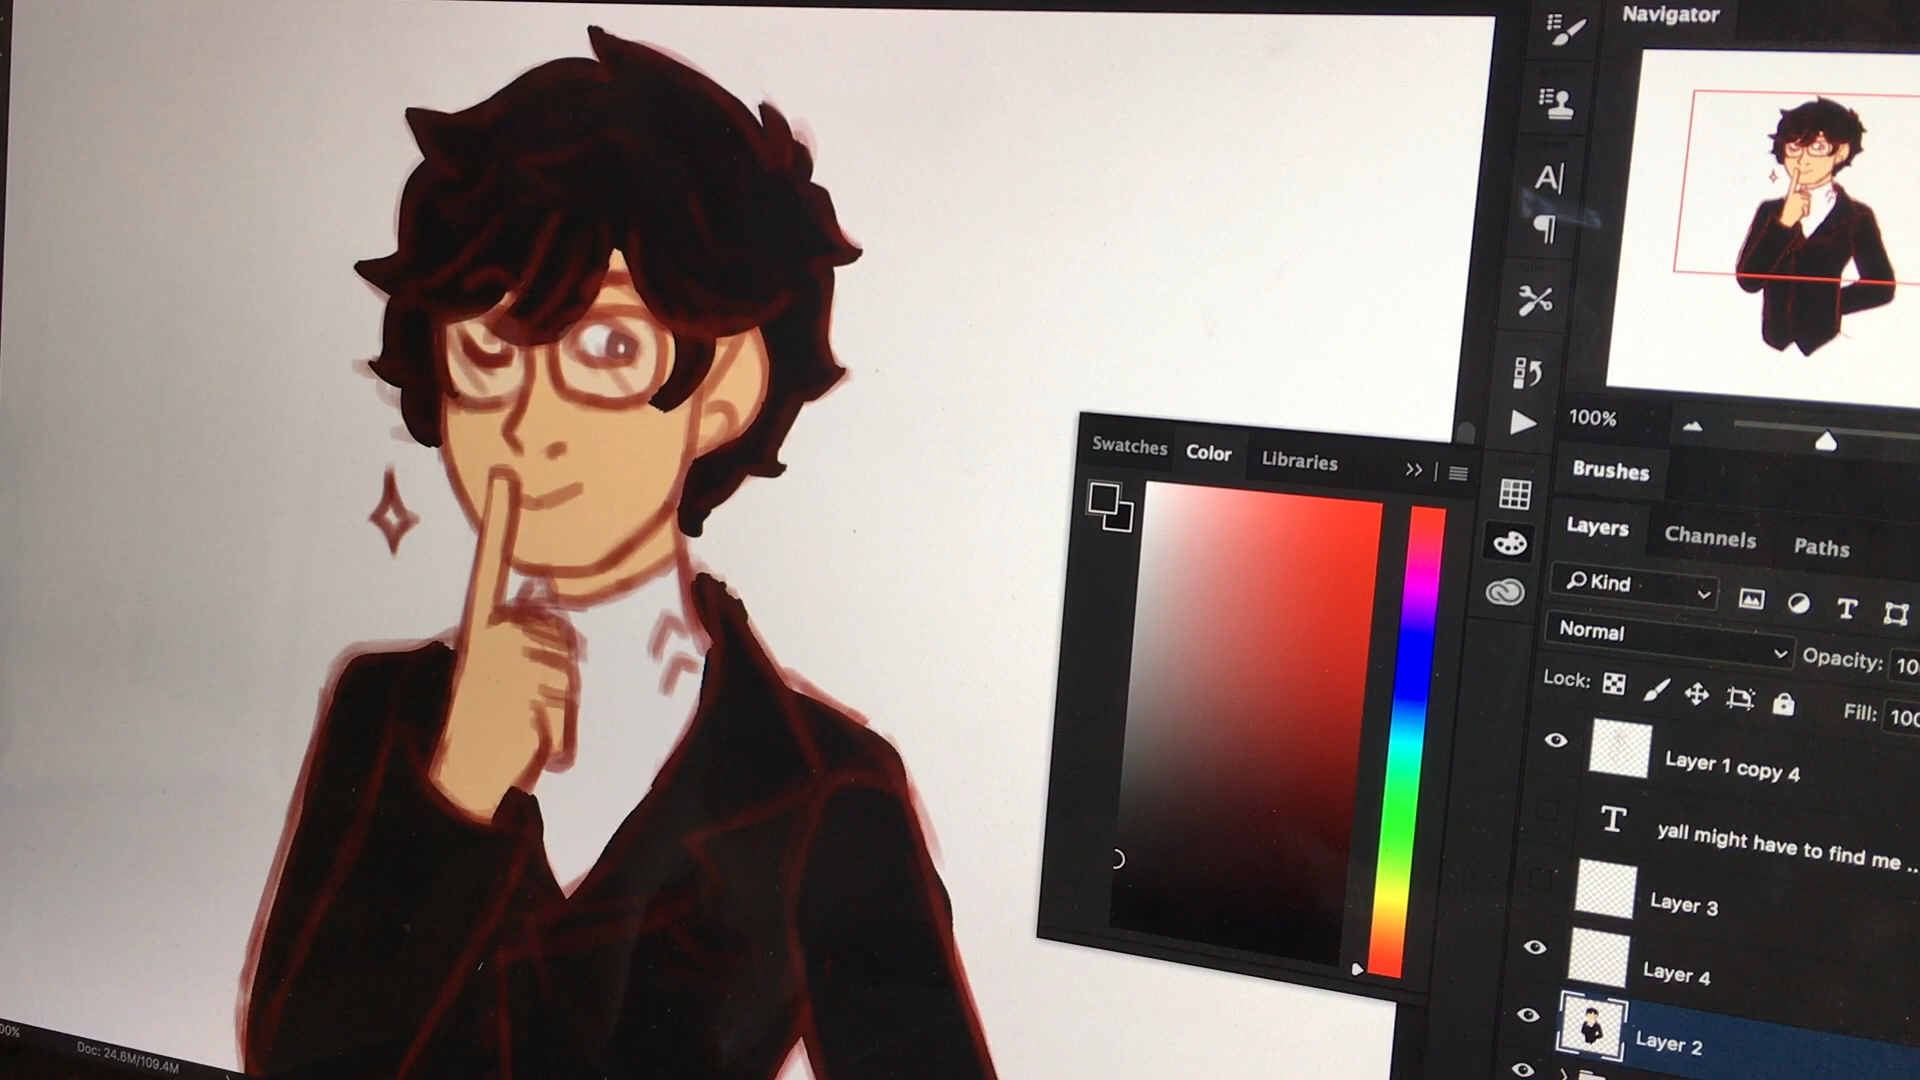 Navigator
100%
Brushes
Swatches Color Libraries
Layers Channels Paths
Kind
Normal
Opacity: 10
Lock:
Fill: 100
Layer 1 copy 4
T yall might have to find me ..
Layer 3
Layer 4
Layer 2
00%
Doc: 24.6M/109.4M